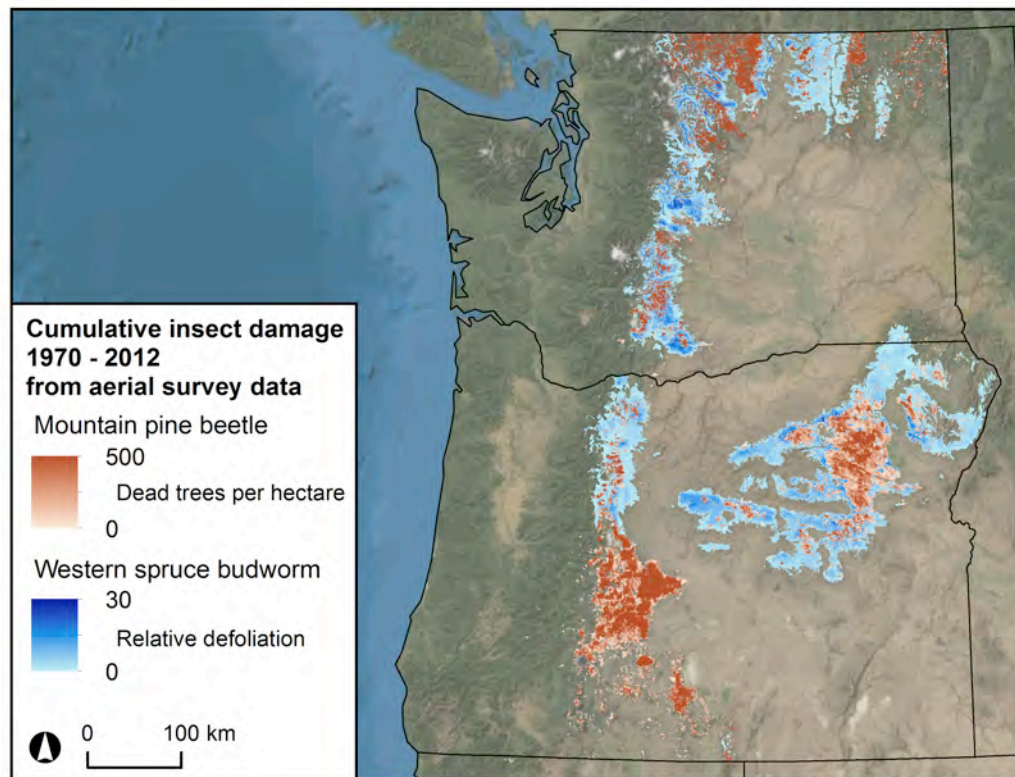 Cumulative insect damage
1970 - 2012
from aerial survey data
Mountain pine beetle
500
Dead trees per hectare
0
Western spruce budworm
30
Relative defoliation
0
0 100 km